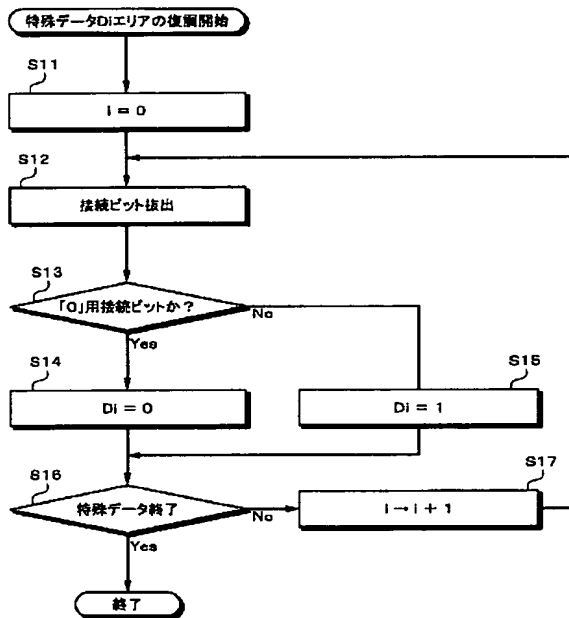 特殊データDiエリアの復調開始
S11
i = 0
S12
接続ビット抜出
S13
「0」用接続ビットか?
No
Yes
S14
Di = 0
S15
Di = 1
S16
特殊データ終了
No
Yes
S17
i → i + 1
終了